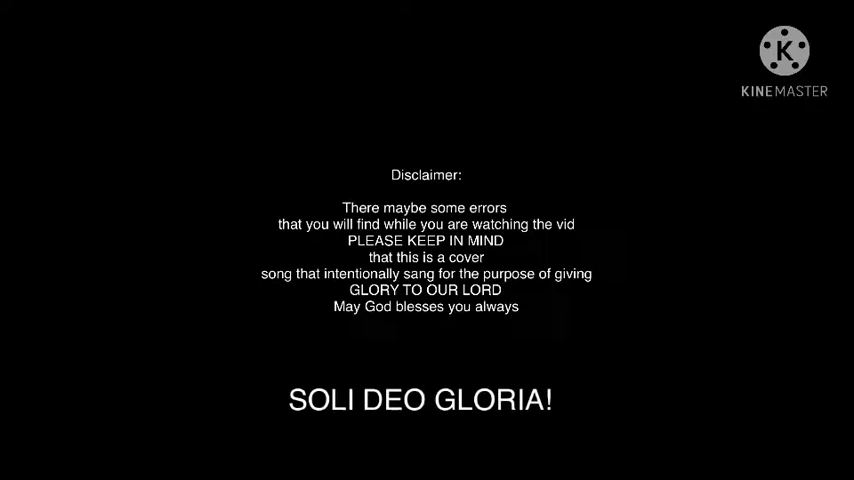 K
KINEMASTER
Disclaimer:
There maybe some errors
that you will find while you are watching the vid
PLEASE KEEP IN MIND
that this is a cover
song that intentionally sang for the purpose of giving
GLORY TO OUR LORD
May God blesses you always
SOLI DEO GLORIA!